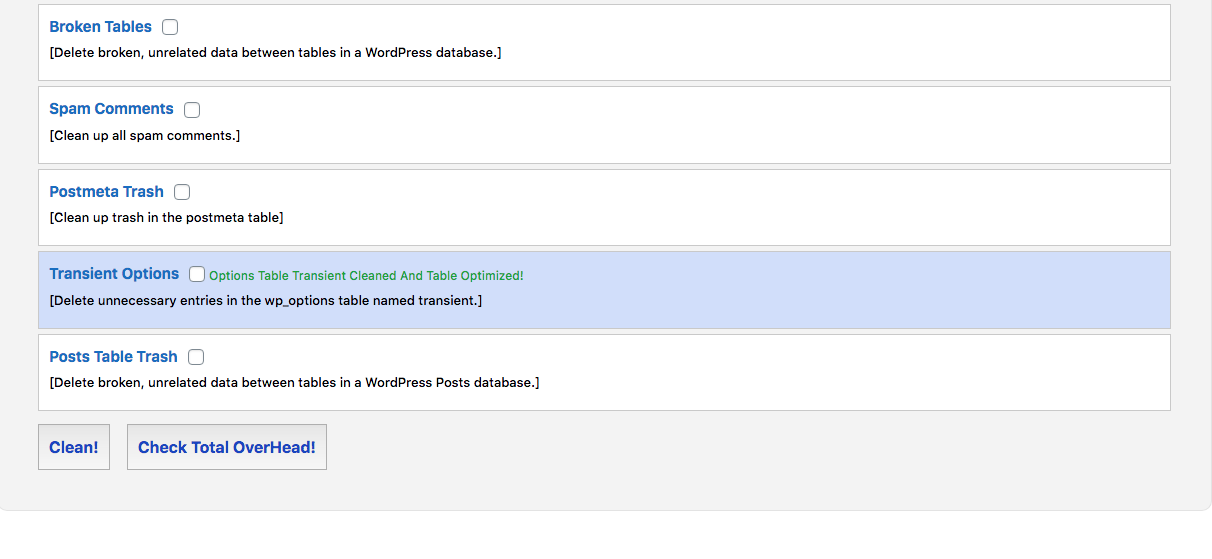 Broken Tables
[Delete broken, unrelated data between tables in a WordPress database.]
Spam Comments
[Clean up all spam comments.]
Postmeta Trash
[Clean up trash in the postmeta table]
Transient Options Options Table Transient Cleaned And Table Optimized!
[Delete unnecessary entries in the wp_options table named transient.]
Posts Table Trash
[Delete broken, unrelated data between tables in a WordPress Posts database.]
Clean! Check Total OverHead!